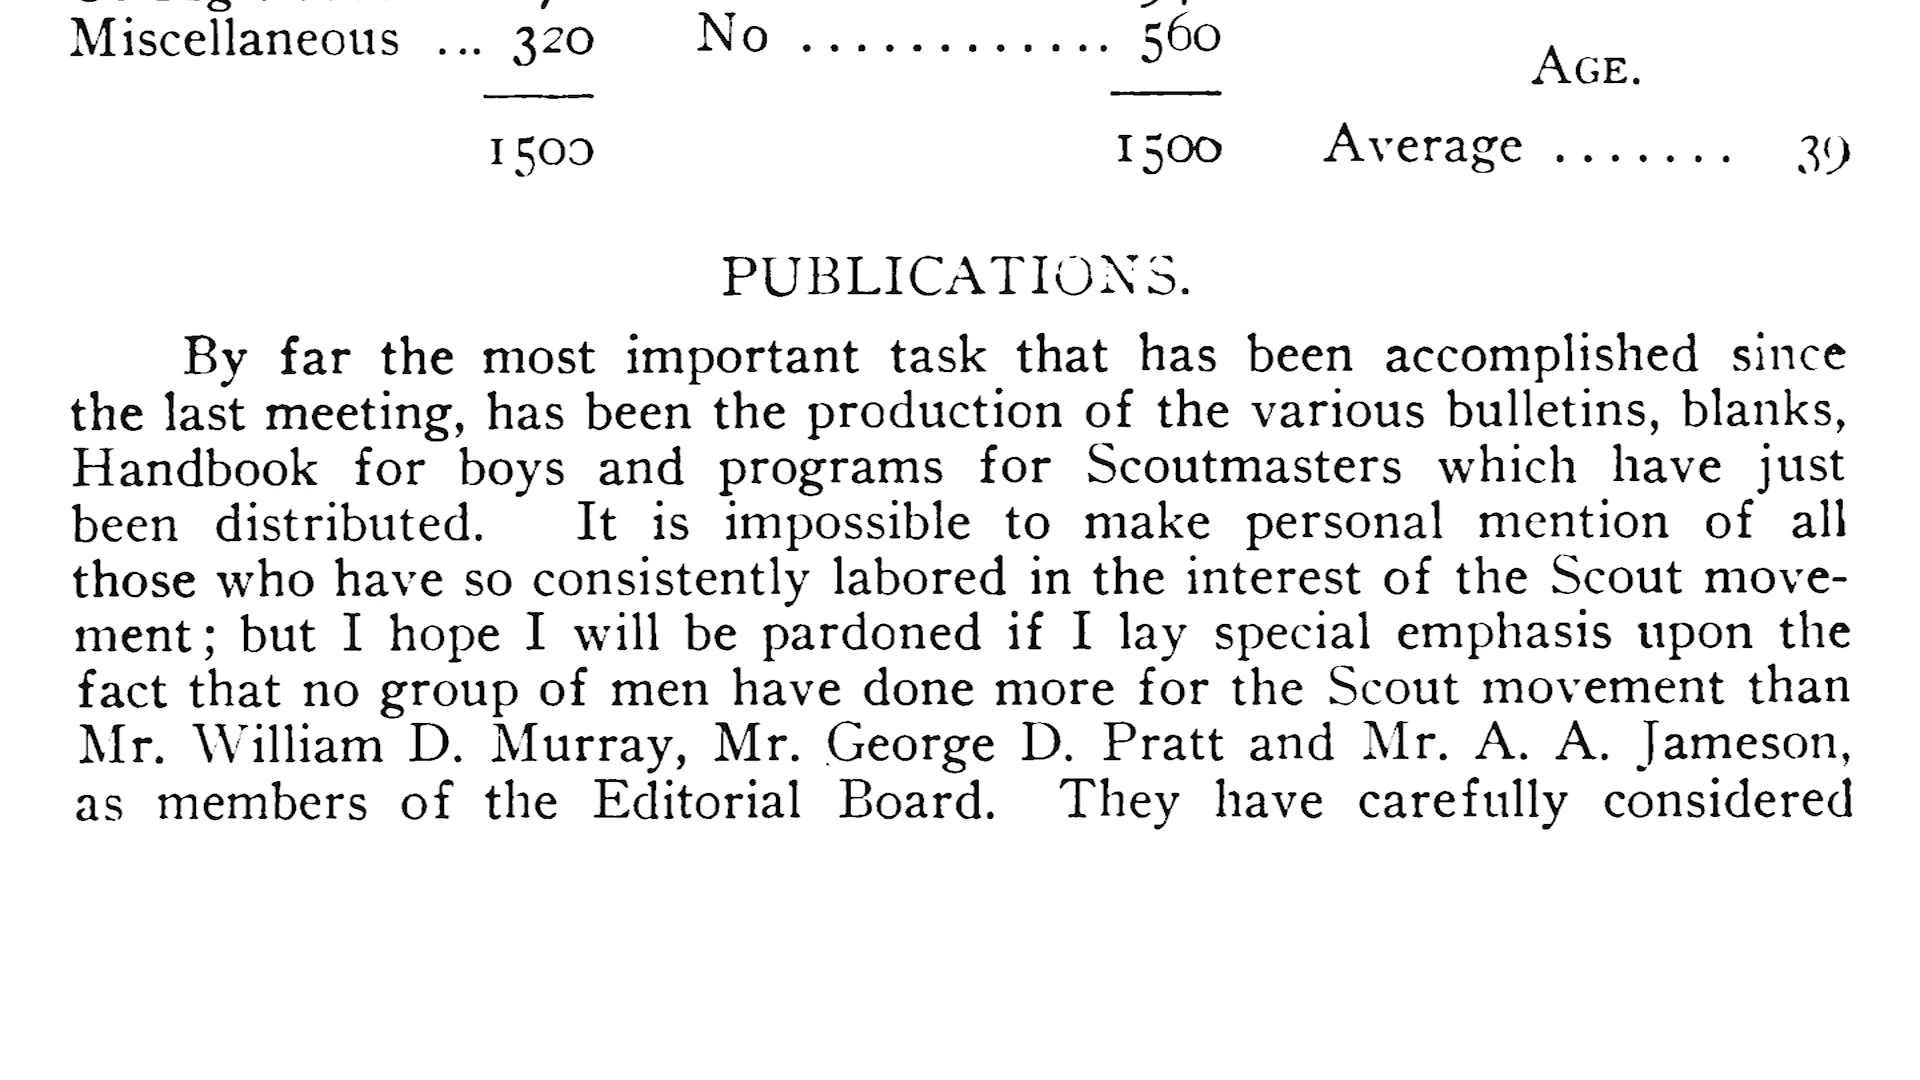 Miscellaneous ... 320
No ............ 560
AGE.
1500
1500
Average ....... 39
PUBLICATIONS.
By far the most important task that has been accomplished since
the last meeting, has been the production of the various bulletins, blanks,
Handbook for boys and programs for Scoutmasters which have just
been distributed. It is impossible to make personal mention of all
those who have so consistently labored in the interest of the Scout move-
ment; but I hope I will be pardoned if I lay special emphasis upon the
fact that no group of men have done more for the Scout movement than
Mr. William D. Murray, Mr. George D. Pratt and Mr. A. A. Jameson,
as members of the Editorial Board. They have carefully considered